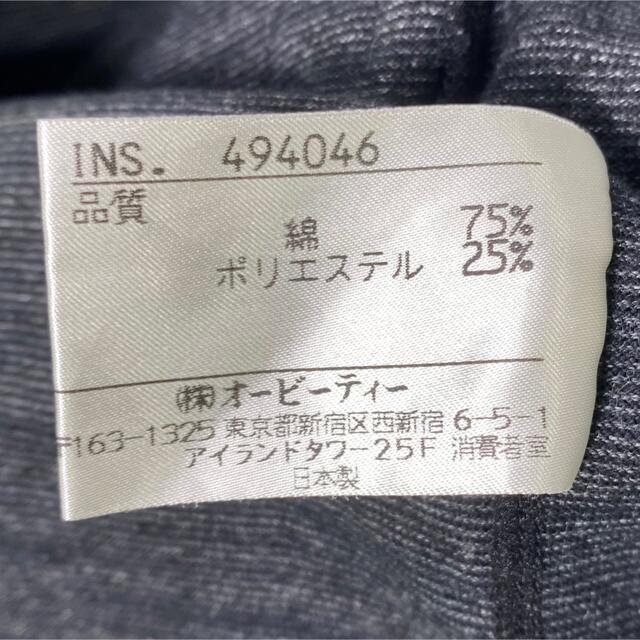 INS. 494046
品質
綿 75%
ポリエステル 25%
㈱オービーティー
〒163-1325 東京都新宿区西新宿 6-5-1
アイランドタワー25F 消費者室
日本製